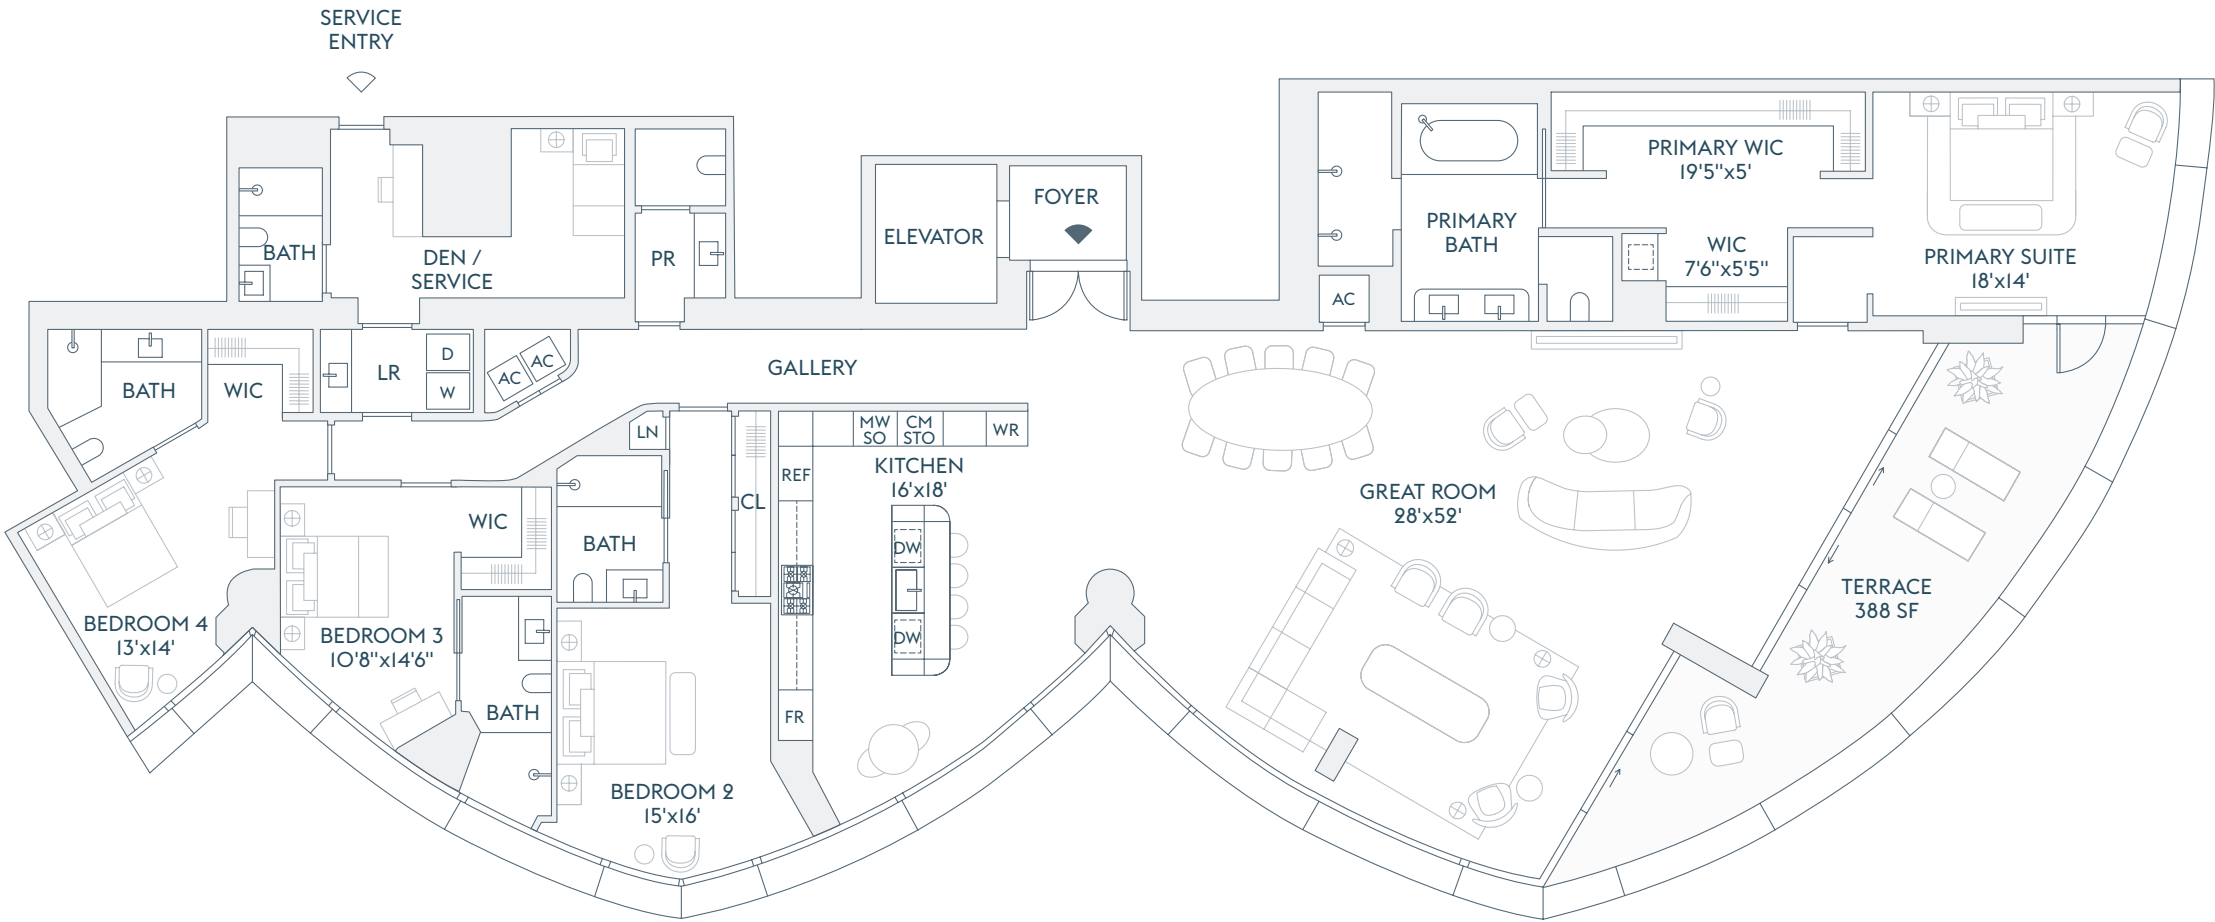 SERVICE
ENTRY
BATH
DEN /
SERVICE
PR
ELEVATOR
FOYER
PRIMARY
BATH
PRIMARY WIC
19'5"x5'
WIC
7'6"x5'5"
PRIMARY SUITE
18'x14'
AC
BATH
WIC
LR
D
W
AC
AC
GALLERY
LN
MW
SO
CM
STO
WR
REF
KITCHEN
16'x18'
CL
WIC
BATH
DW
DW
FR
GREAT ROOM
28'x52'
TERRACE
388 SF
BEDROOM 4
13'x14'
BEDROOM 3
10'8"x14'6"
BATH
BEDROOM 2
15'x16'